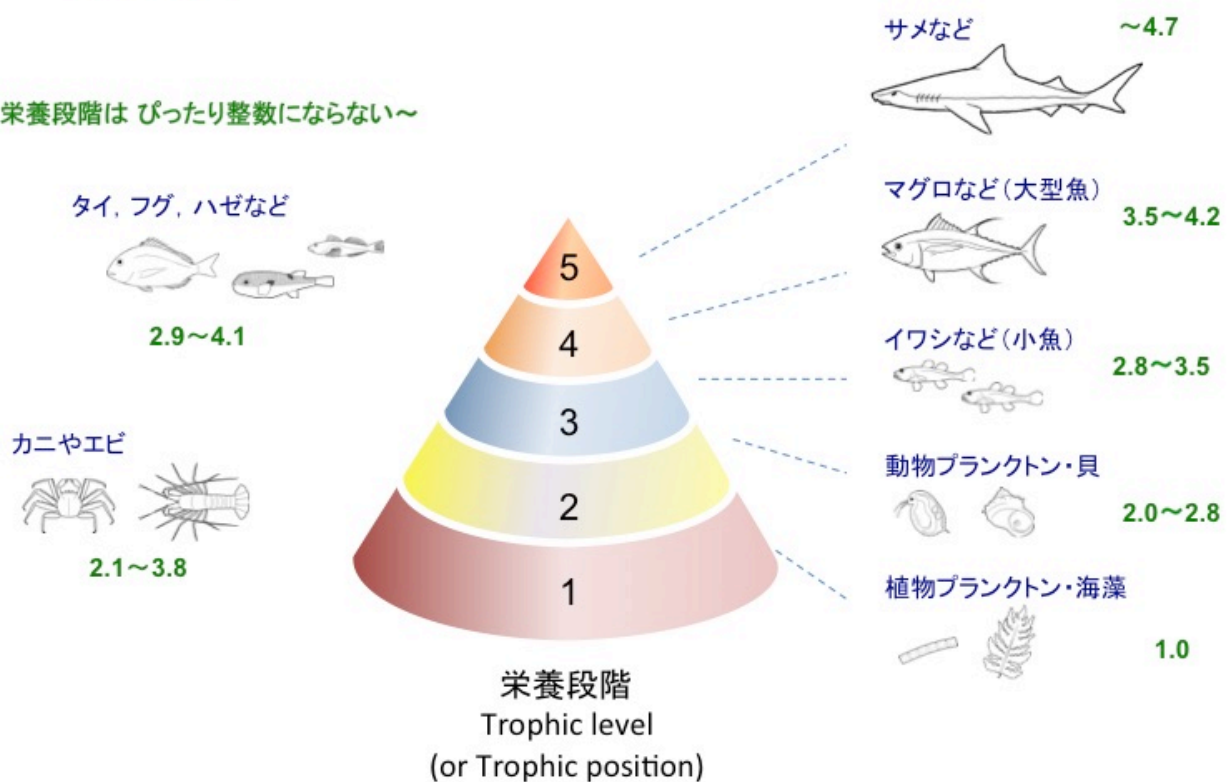 栄養段階は ぴったり整数にならない～
タイ, フグ, ハゼなど
2.9～4.1
カニやエビ
2.1～3.8
5
4
3
2
1
栄養段階
Trophic level
(or Trophic position)
サメなど ～4.7
マグロなど（大型魚）
3.5～4.2
イワシなど（小魚）
2.8～3.5
動物プランクトン・貝
2.0～2.8
植物プランクトン・海藻
1.0